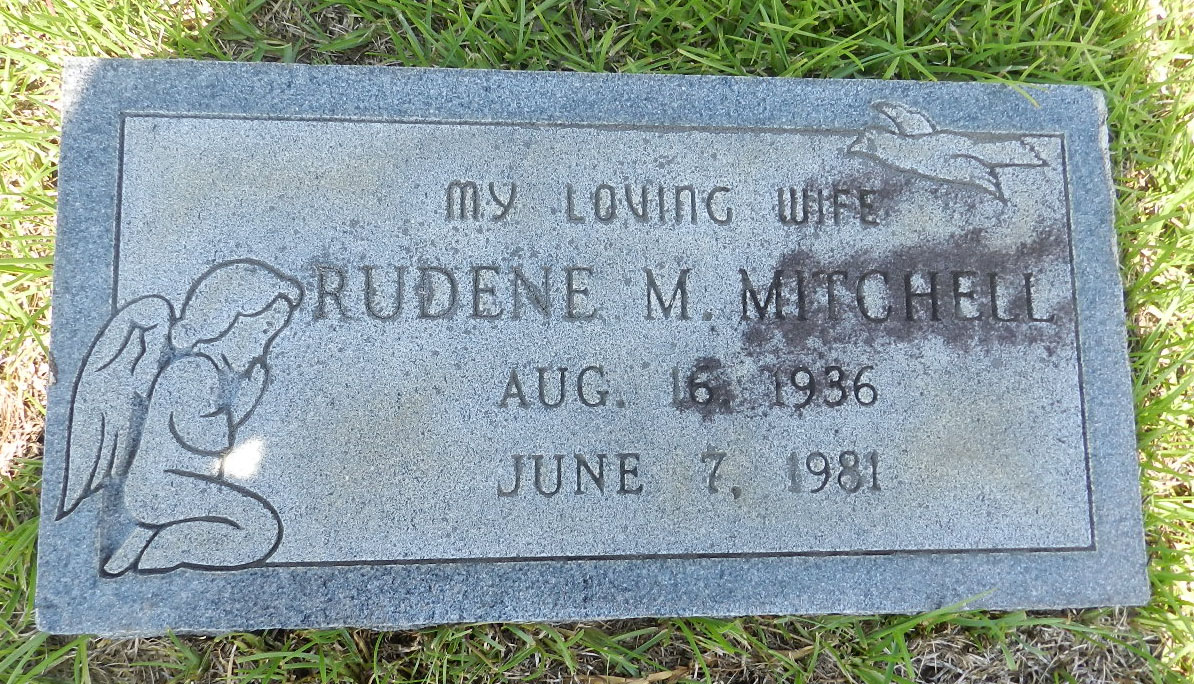 MY LOVING WIFE
RUDENE M. MITCHELL
AUG. 16, 1936
JUNE 7, 1981